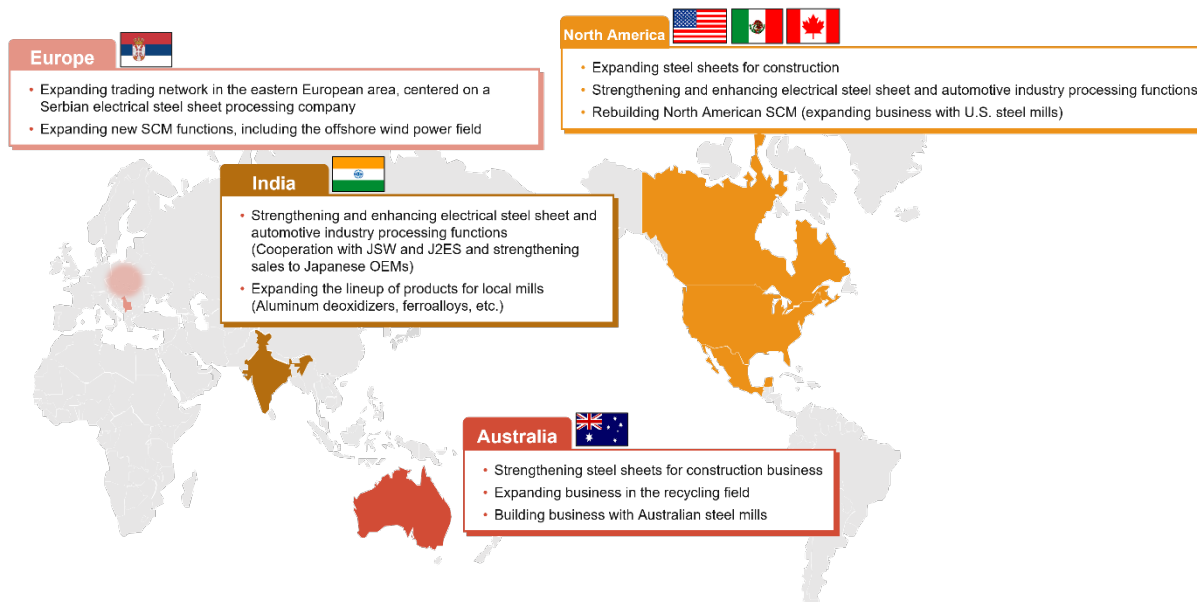 Europe
• Expanding trading network in the eastern European area, centered on a
Serbian electrical steel sheet processing company
• Expanding new SCM functions, including the offshore wind power field
North America
• Expanding steel sheets for construction
• Strengthening and enhancing electrical steel sheet and automotive industry processing functions
• Rebuilding North American SCM (expanding business with U.S. steel mills)
India
• Strengthening and enhancing electrical steel sheet and
automotive industry processing functions
(Cooperation with JSW and J2ES and strengthening
sales to Japanese OEMs)
• Expanding the lineup of products for local mills
(Aluminum deoxidizers, ferroalloys, etc.)
Australia
• Strengthening steel sheets for construction business
• Expanding business in the recycling field
• Building business with Australian steel mills